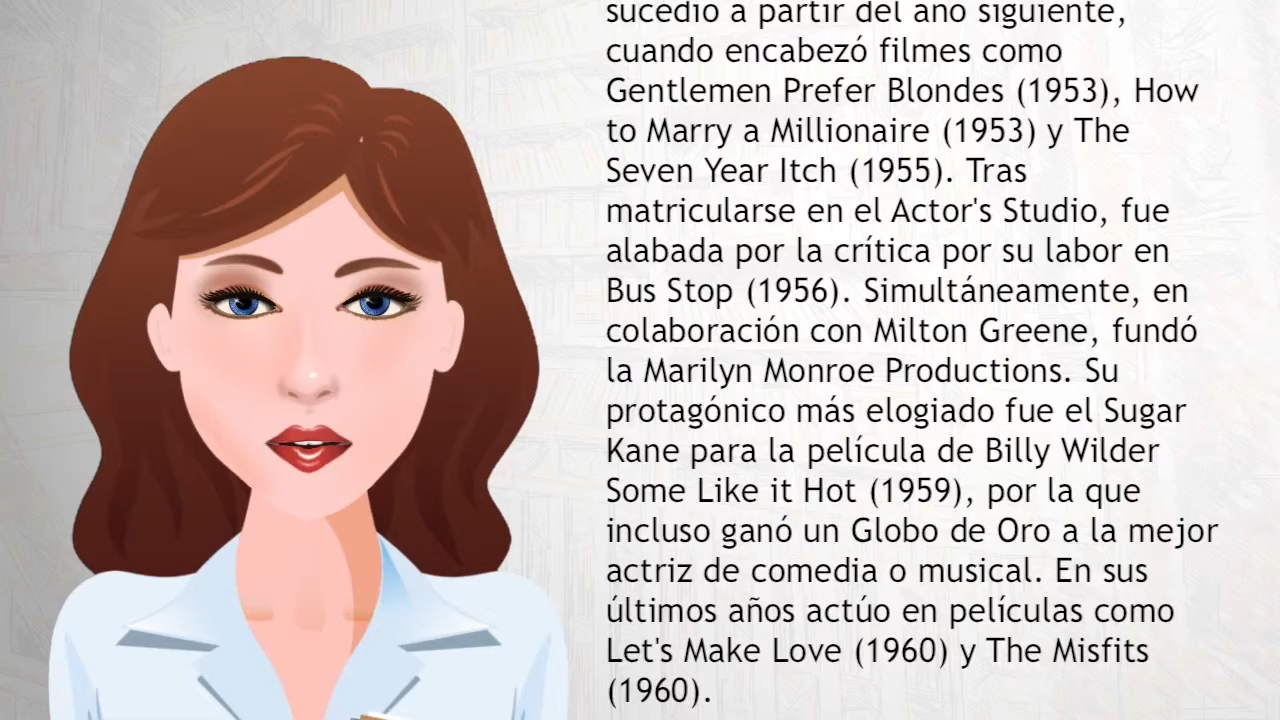 sucedió a partir del año siguiente,
cuando encabezó filmes como
Gentlemen Prefer Blondes (1953), How
to Marry a Millionaire (1953) y The
Seven Year Itch (1955). Tras
matricularse en el Actor's Studio, fue
alabada por la crítica por su labor en
Bus Stop (1956). Simultáneamente, en
colaboración con Milton Greene, fundó
la Marilyn Monroe Productions. Su
protagónico más elogiado fue el Sugar
Kane para la película de Billy Wilder
Some Like it Hot (1959), por la que
incluso ganó un Globo de Oro a la mejor
actriz de comedia o musical. En sus
últimos años actúo en películas como
Let's Make Love (1960) y The Misfits
(1960).